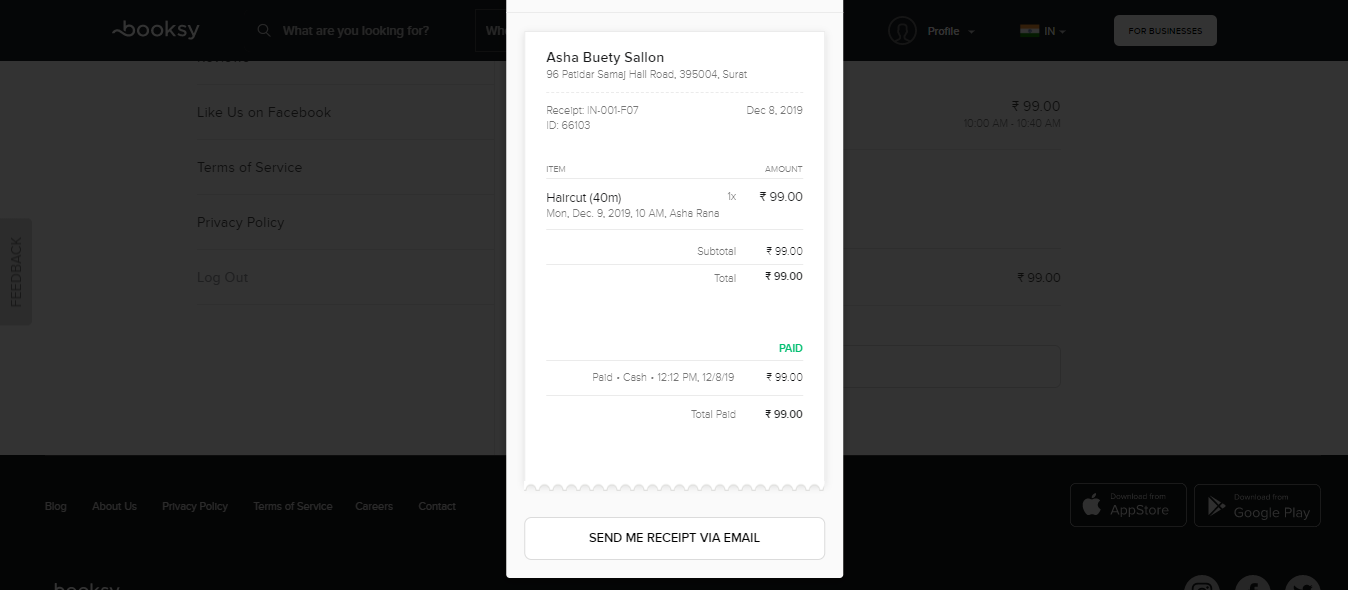 booksy
What are you looking for?
Profile
IN
FOR BUSINESSES
Like Us on Facebook
Terms of Service
Privacy Policy
Log Out
FEEDBACK
₹ 99.00
10:00 AM - 10:40 AM
₹ 99.00
Asha Buety Sallon
96 Patidar Samaj Hall Road, 395004, Surat
Receipt: IN-001-F07 Dec 8, 2019
ID: 66103
ITEM AMOUNT
Haircut (40m) 1x ₹ 99.00
Mon, Dec. 9, 2019, 10 AM, Asha Rana
Subtotal ₹ 99.00
Total ₹ 99.00
PAID
Paid • Cash • 12:12 PM, 12/8/19 ₹ 99.00
Total Paid ₹ 99.00
SEND ME RECEIPT VIA EMAIL
Blog About Us Privacy Policy Terms of Service Careers Contact
Download from
AppStore
Download from
Google Play
booksy